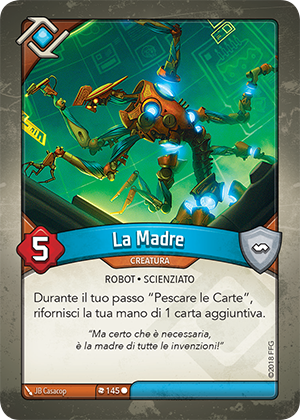 La Madre
CREATURA
5
ROBOT • SCIENZIATO
Durante il tuo passo “Pescare le Carte”,
rifornisci la tua mano di 1 carta aggiuntiva.
“Ma certo che è necessaria,
è la madre di tutte le invenzioni!”
JB Casacop
145
©2018 FFG